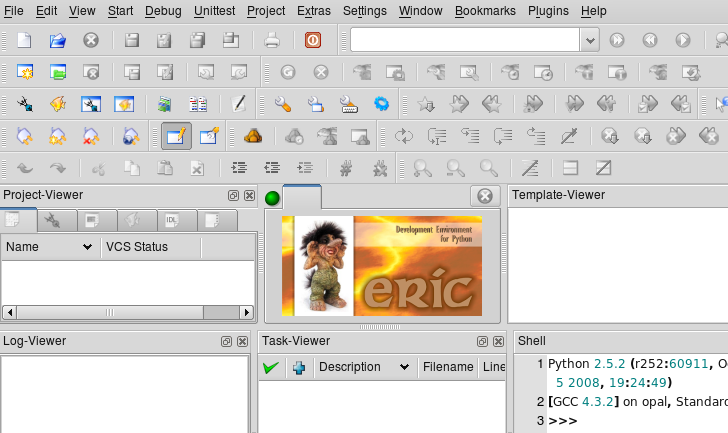 File Edit View Start Debug Unittest Project Extras Settings Window Bookmarks Plugins Help
Project-Viewer
Template-Viewer
IDL
Name VCS Status
Development Environment
for Python
eric
Log-Viewer
Task-Viewer
Shell
Description Filename Line
1 Python 2.5.2 (r252:60911, O
5 2008, 19:24:49)
2 [GCC 4.3.2] on opal, Standard
3 >>>